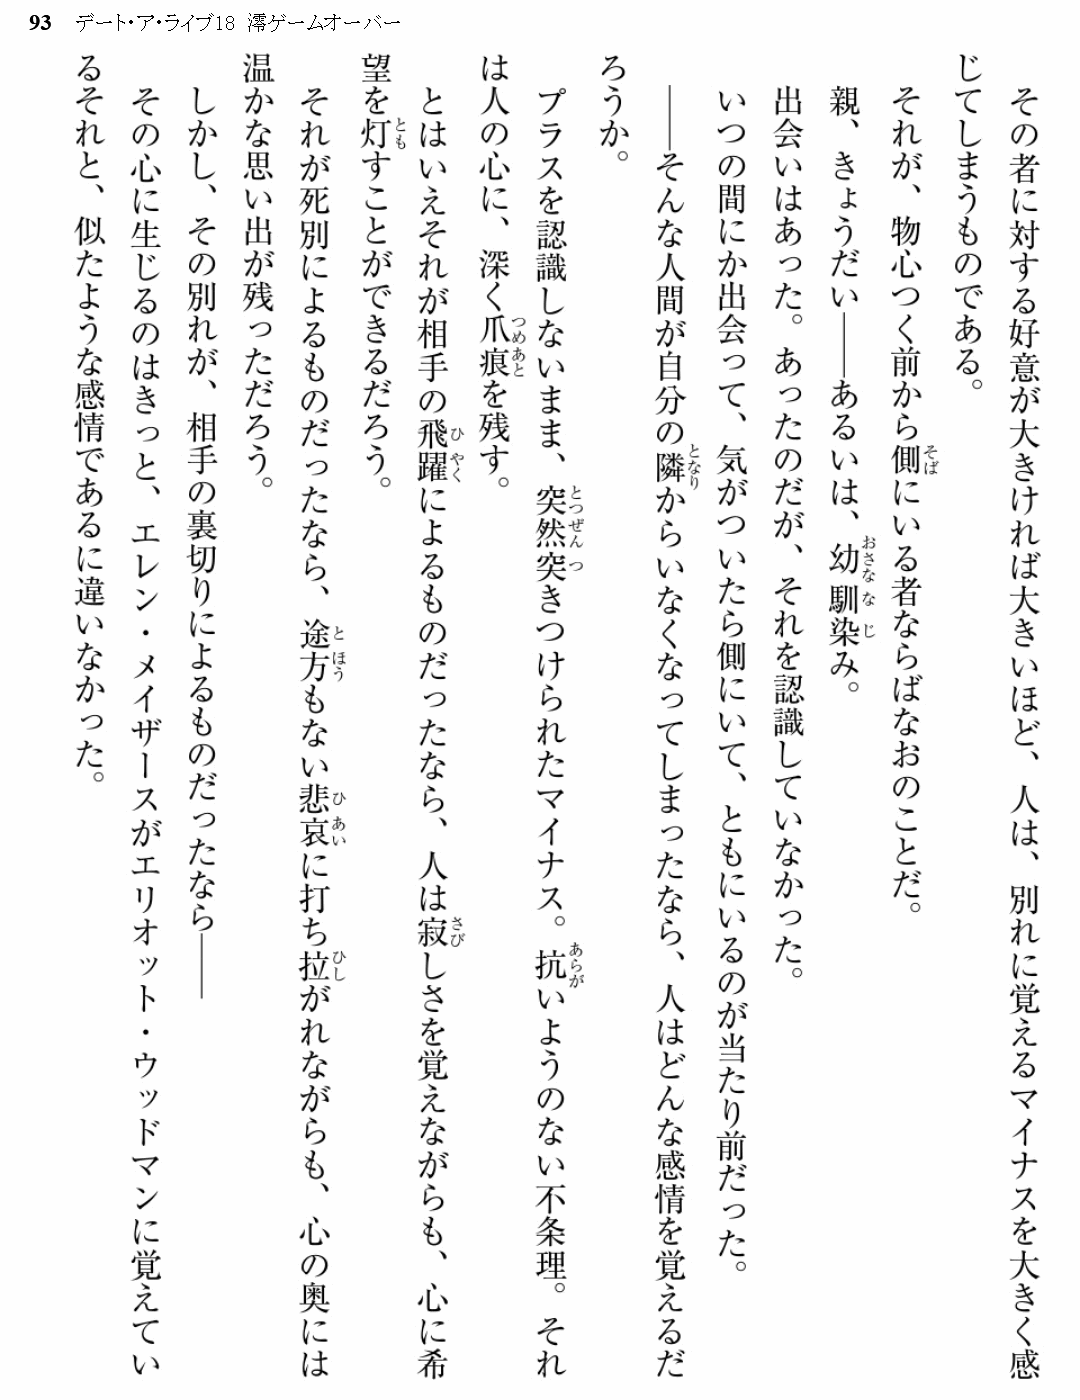 93 デート・ア・ライブ18 澪ゲームオーバー
その者に対する好意が大きければ大きいほど、人は、別れに覚えるマイナスを大きく感
じてしまうものである。
それが、物心つく前から側にいる者ならばなおのことだ。
親、きょうだい――あるいは、幼馴染み。
出会いはあった。あったのだが、それを認識していなかった。
いつの間にか出会って、気がついたら側にいて、ともにいるのが当たり前だった。
――そんな人間が自分の隣からいなくなってしまったなら、人はどんな感情を覚えるだ
ろうか。
プラスを認識しないまま、突然突きつけられたマイナス。抗いようのない不条理。それ
は人の心に、深く爪痕を残す。
とはいえそれが相手の飛躍によるものだったなら、人は寂しさを覚えながらも、心に希
望を灯すことができるだろう。
それが死別によるものだったなら、途方もない悲哀に打ち拉がれながらも、心の奥には
温かな思い出が残っただろう。
しかし、その別れが、相手の裏切りによるものだったなら――
その心に生じるのはきっと、エレン・メイザースがエリオット・ウッドマンに覚えてい
るそれと、似たような感情であるに違いなかった。